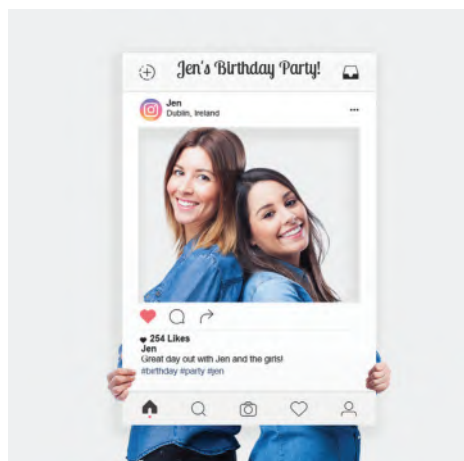 Jen's Birthday Party!
Jen
Dublin, Ireland
254 Likes
Jen
Great day out with Jen and the girls!
#birthday #party #jen